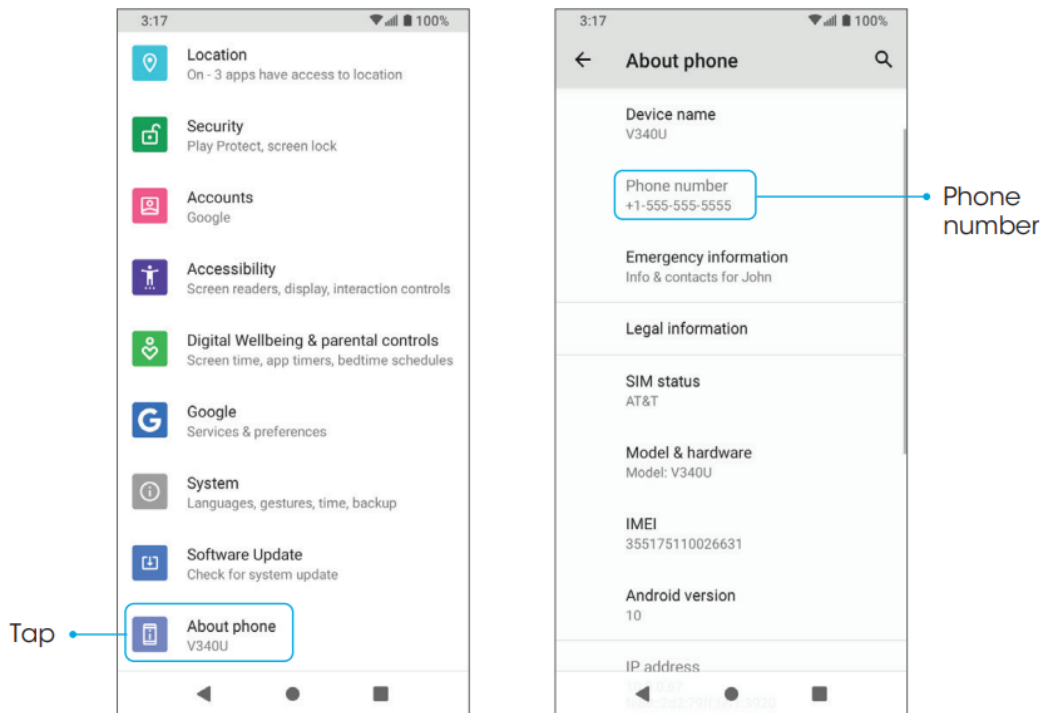 3:17
100%
Location
On - 3 apps have access to location
Security
Play Protect, screen lock
Accounts
Google
Accessibility
Screen readers, display, interaction controls
Digital Wellbeing & parental controls
Screen time, app timers, bedtime schedules
G
Google
Services & preferences
System
Languages, gestures, time, backup
Software Update
Check for system update
Tap
About phone
V340U
3:17
100%
About phone
Device name
V340U
Phone number
+1-555-555-5555
Phone
number
Emergency information
Info & contacts for John
Legal information
SIM status
AT&T
Model & hardware
Model: V340U
IMEI
355175110026631
Android version
10
IP address